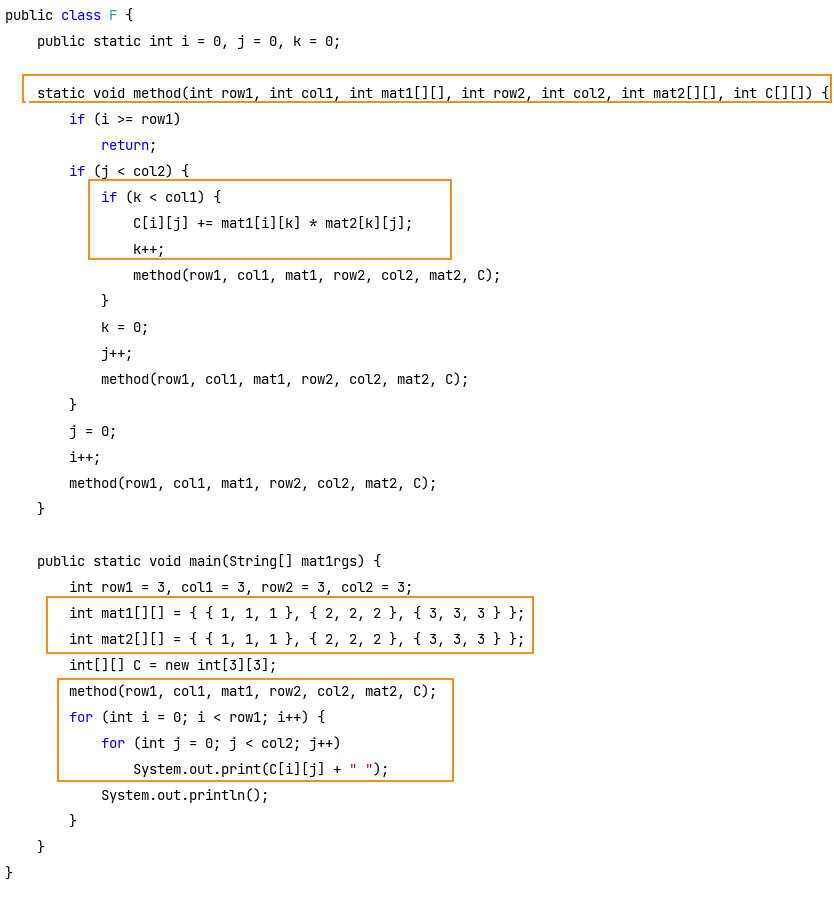 public class F {
    public static int i = 0, j = 0, k = 0;
    static void method(int row1, int col1, int mat1[][], int row2, int col2, int mat2[][], int C[][]) {
        if (i >= row1)
            return;
        if (j < col2) {
            if (k < col1) {
                C[i][j] += mat1[i][k] * mat2[k][j];
                k++;
                method(row1, col1, mat1, row2, col2, mat2, C);
            }
            k = 0;
            j++;
            method(row1, col1, mat1, row2, col2, mat2, C);
        }
        j = 0;
        i++;
        method(row1, col1, mat1, row2, col2, mat2, C);
    }
    public static void main(String[] mat1rgs) {
        int row1 = 3, col1 = 3, row2 = 3, col2 = 3;
        int mat1[][] = { { 1, 1, 1 }, { 2, 2, 2 }, { 3, 3, 3 } };
        int mat2[][] = { { 1, 1, 1 }, { 2, 2, 2 }, { 3, 3, 3 } };
        int[][] C = new int[3][3];
        method(row1, col1, mat1, row2, col2, mat2, C);
        for (int i = 0; i < row1; i++) {
            for (int j = 0; j < col2; j++)
                System.out.print(C[i][j] + " ");
            System.out.println();
        }
    }
}